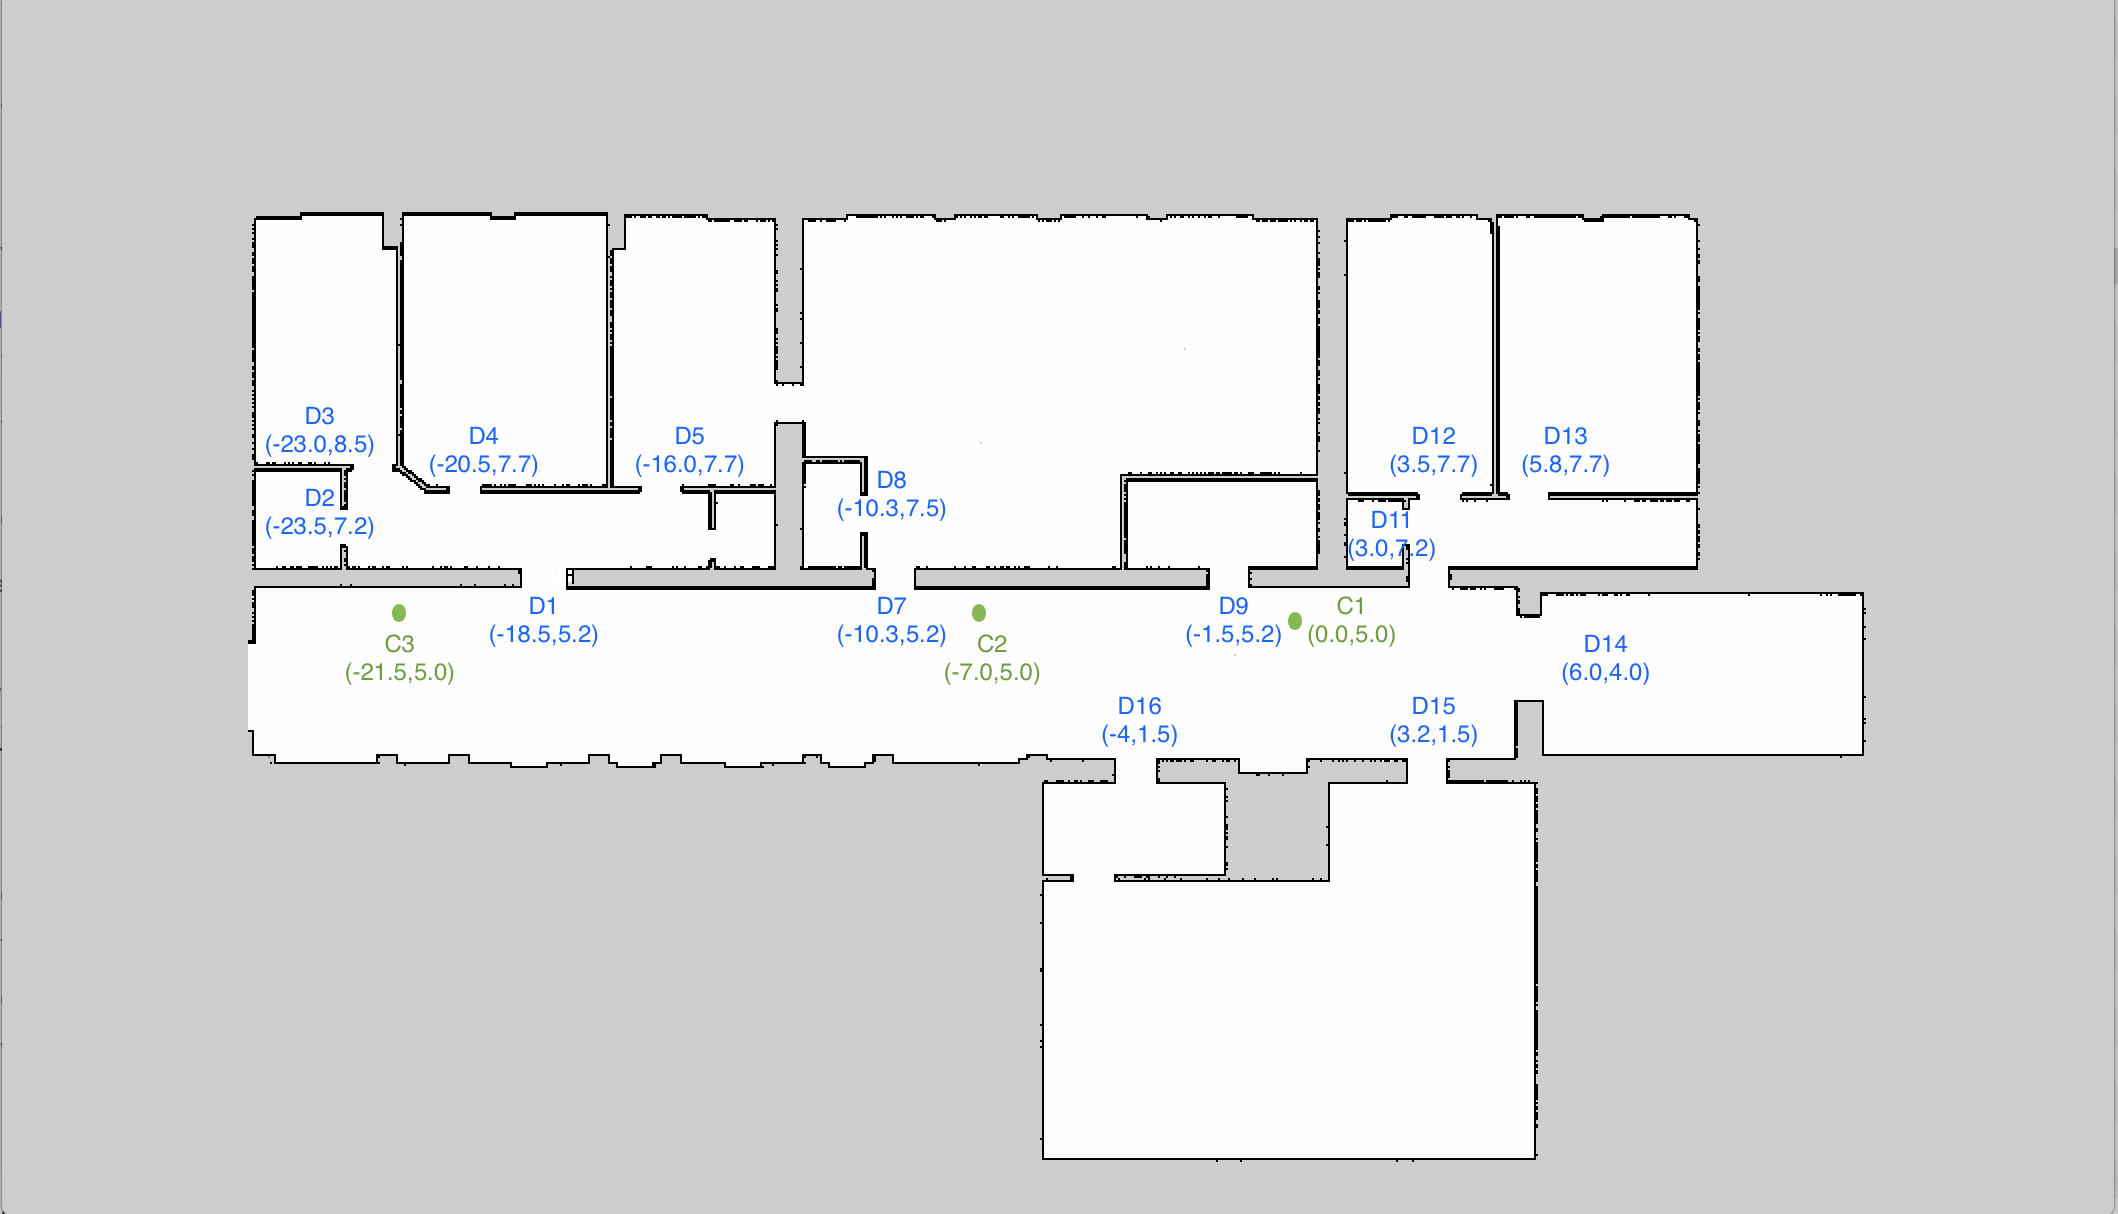 D3
(-23.0,8.5)
D4
(-20.5,7.7)
D5
(-16.0,7.7)
D12
(3.5,7.7)
D13
(5.8,7.7)
D2
(-23.5,7.2)
D8
(-10.3,7.5)
D11
(3.0,7.2)
D1
(-18.5,5.2)
D7
(-10.3,5.2)
D9
(-1.5,5.2)
C1
(0.0,5.0)
C3
(-21.5,5.0)
C2
(-7.0,5.0)
D14
(6.0,4.0)
D16
(-4,1.5)
D15
(3.2,1.5)